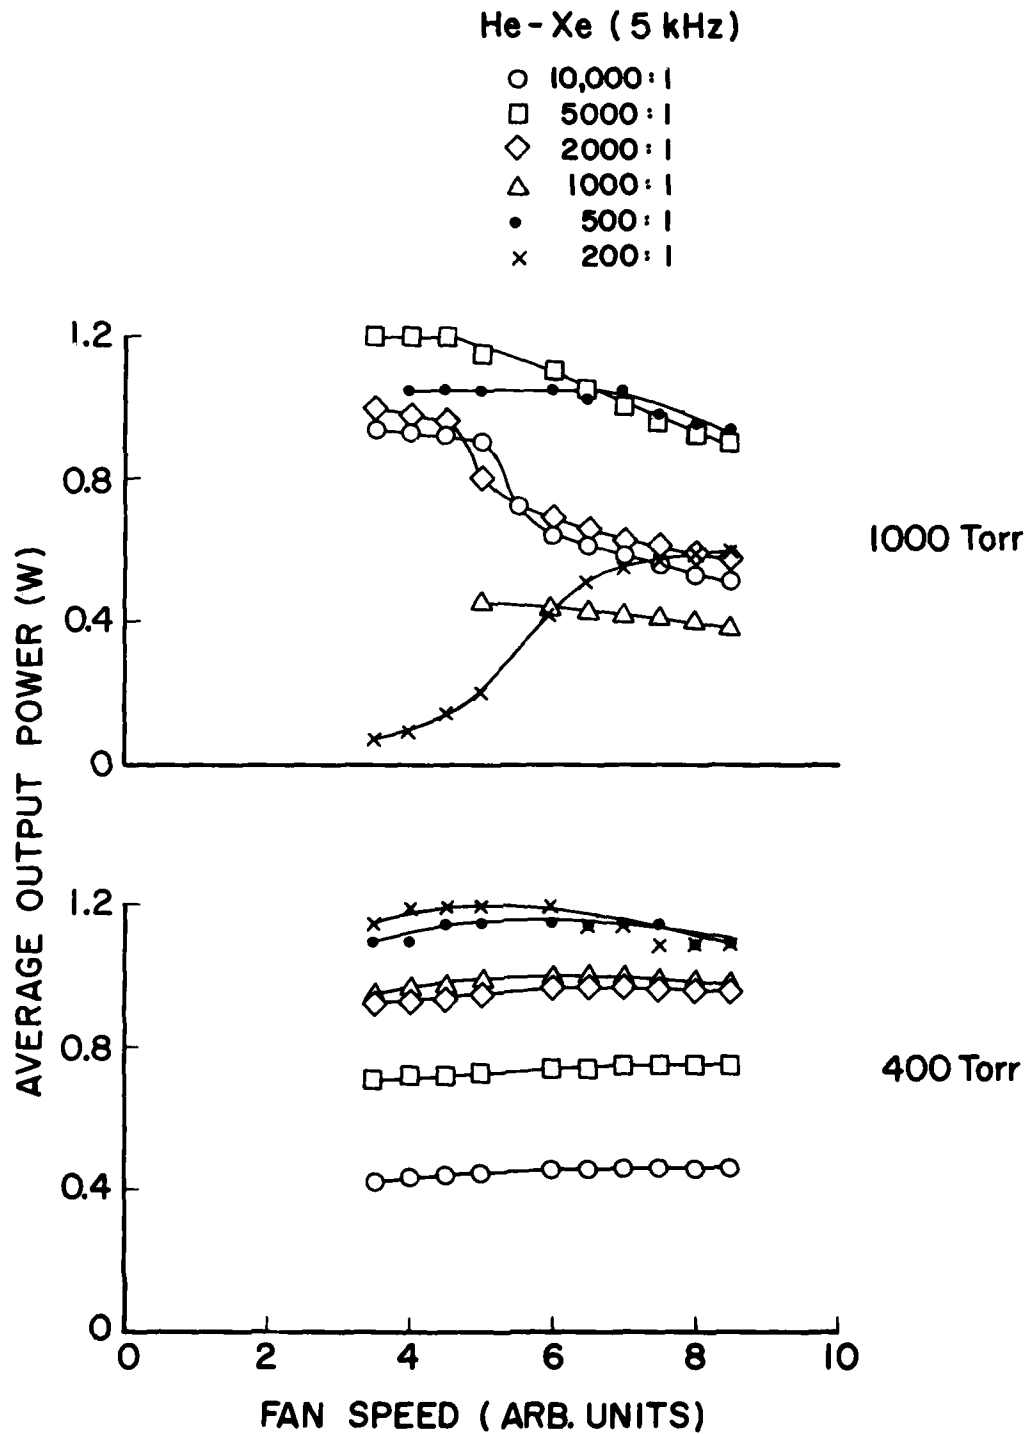 He-Xe (5 kHz)
10,000:1
5000:1
2000:1
1000:1
500:1
200:1
1.2
0.8
0.4
0
1000 Torr
AVERAGE OUTPUT POWER (W)
1.2
0.8
0.4
0
400 Torr
0 2 4 6 8 10
FAN SPEED (ARB. UNITS)